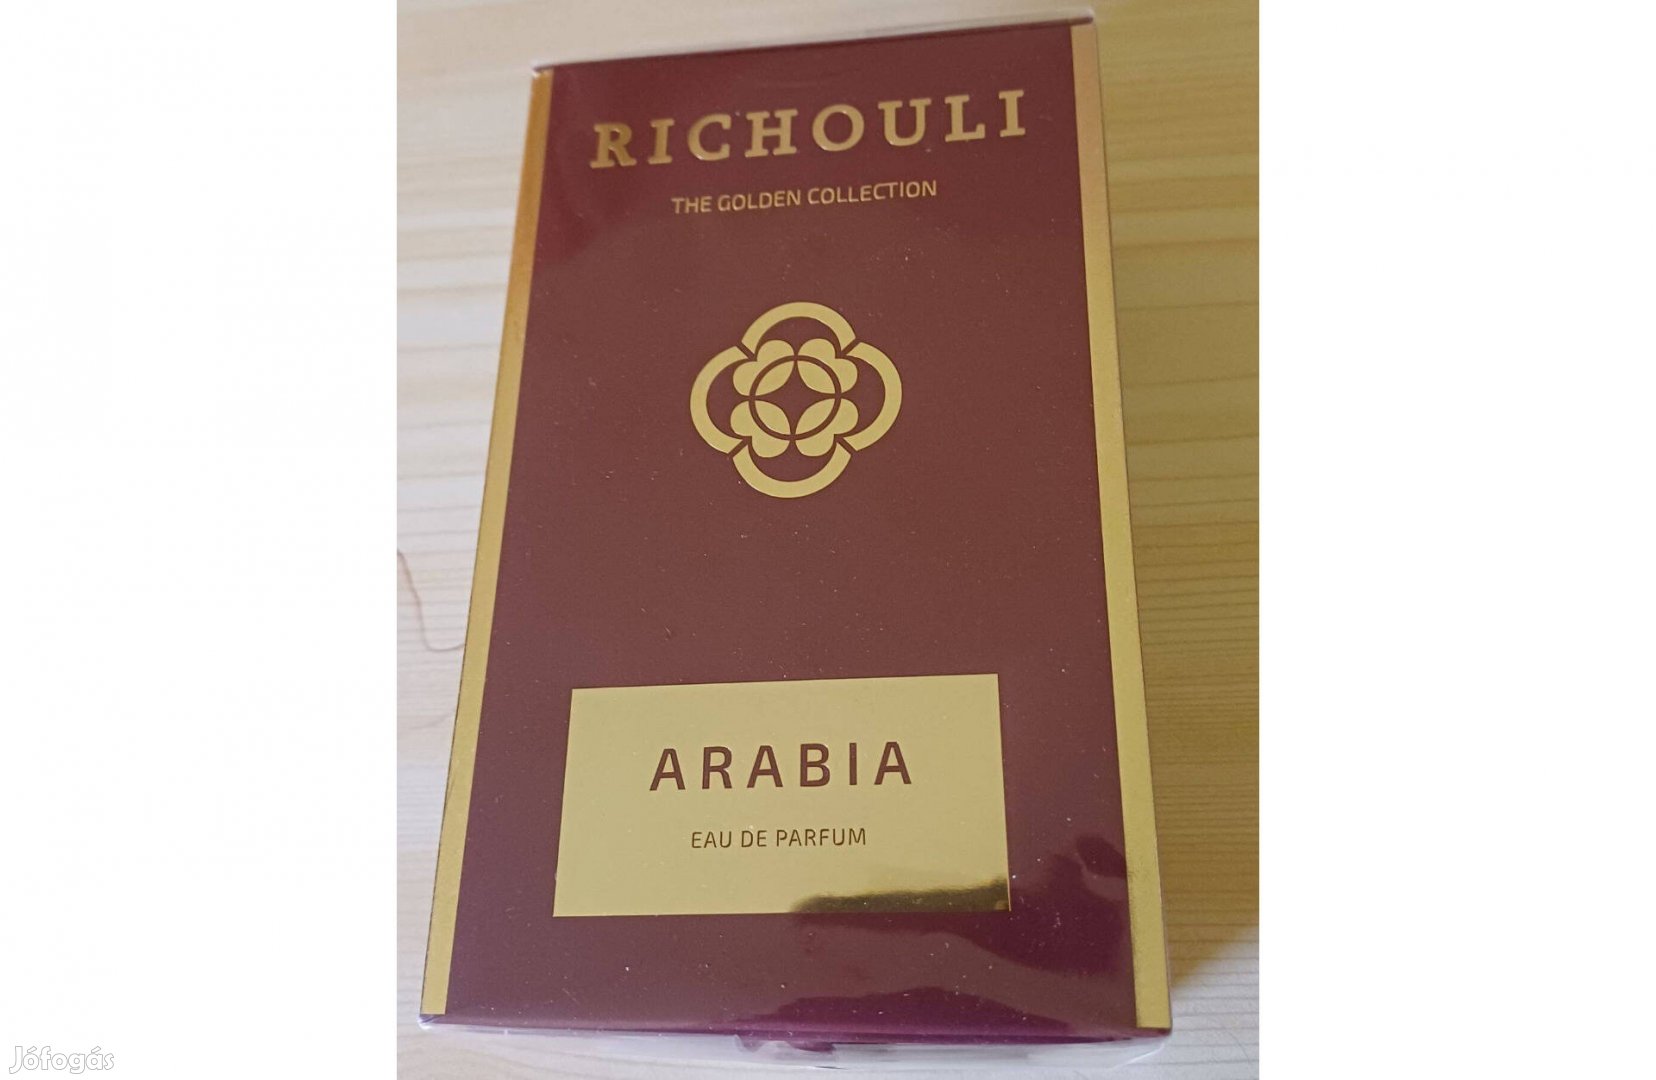 RICHOULI
THE GOLDEN COLLECTION
ARABIA
EAU DE PARFUM
Jófogás